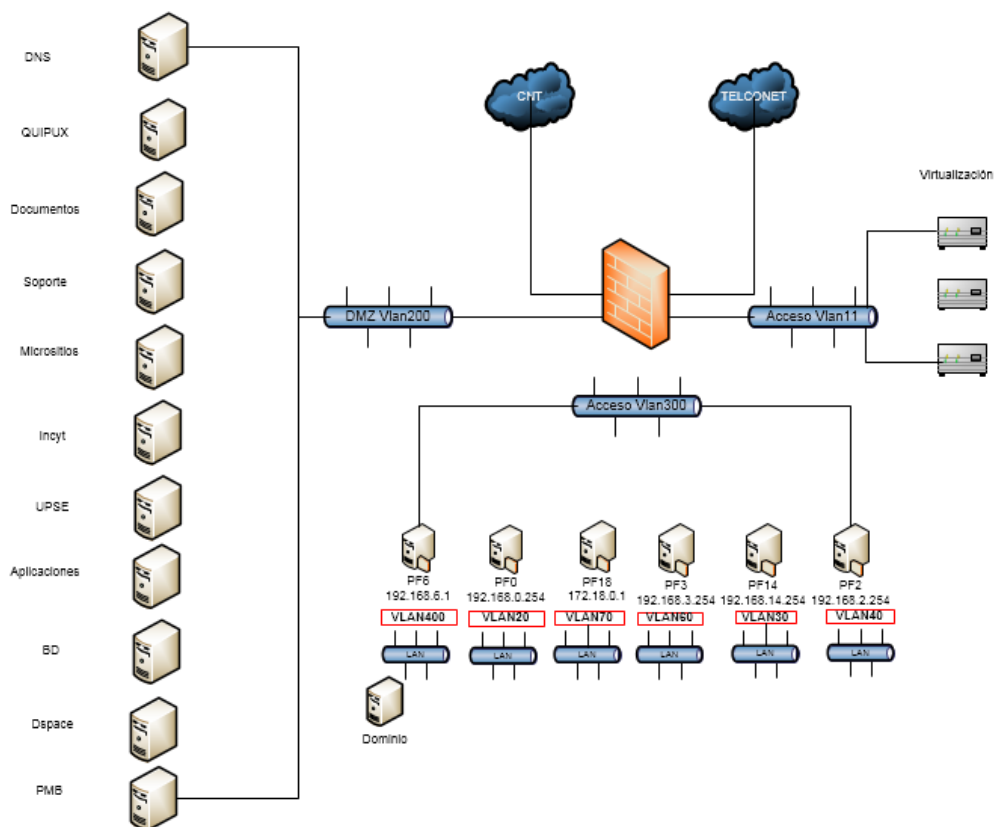 DNS
QUIPUX
Documentos
Soporte
Micrositios
Incyt
UPSE
Aplicaciones
BD
Dspace
PMB
CNT
TELCONET
Virtualización
DMZ Vlan200
Acceso Vlan11
Acceso Vlan300
PF6
192.168.6.1
VLAN400
LAN
PF0
192.168.0.254
VLAN20
LAN
PF18
172.18.0.1
VLAN70
LAN
PF3
192.168.3.254
VLAN60
LAN
PF14
192.168.14.254
VLAN30
LAN
PF2
192.168.2.254
VLAN40
LAN
Dominio